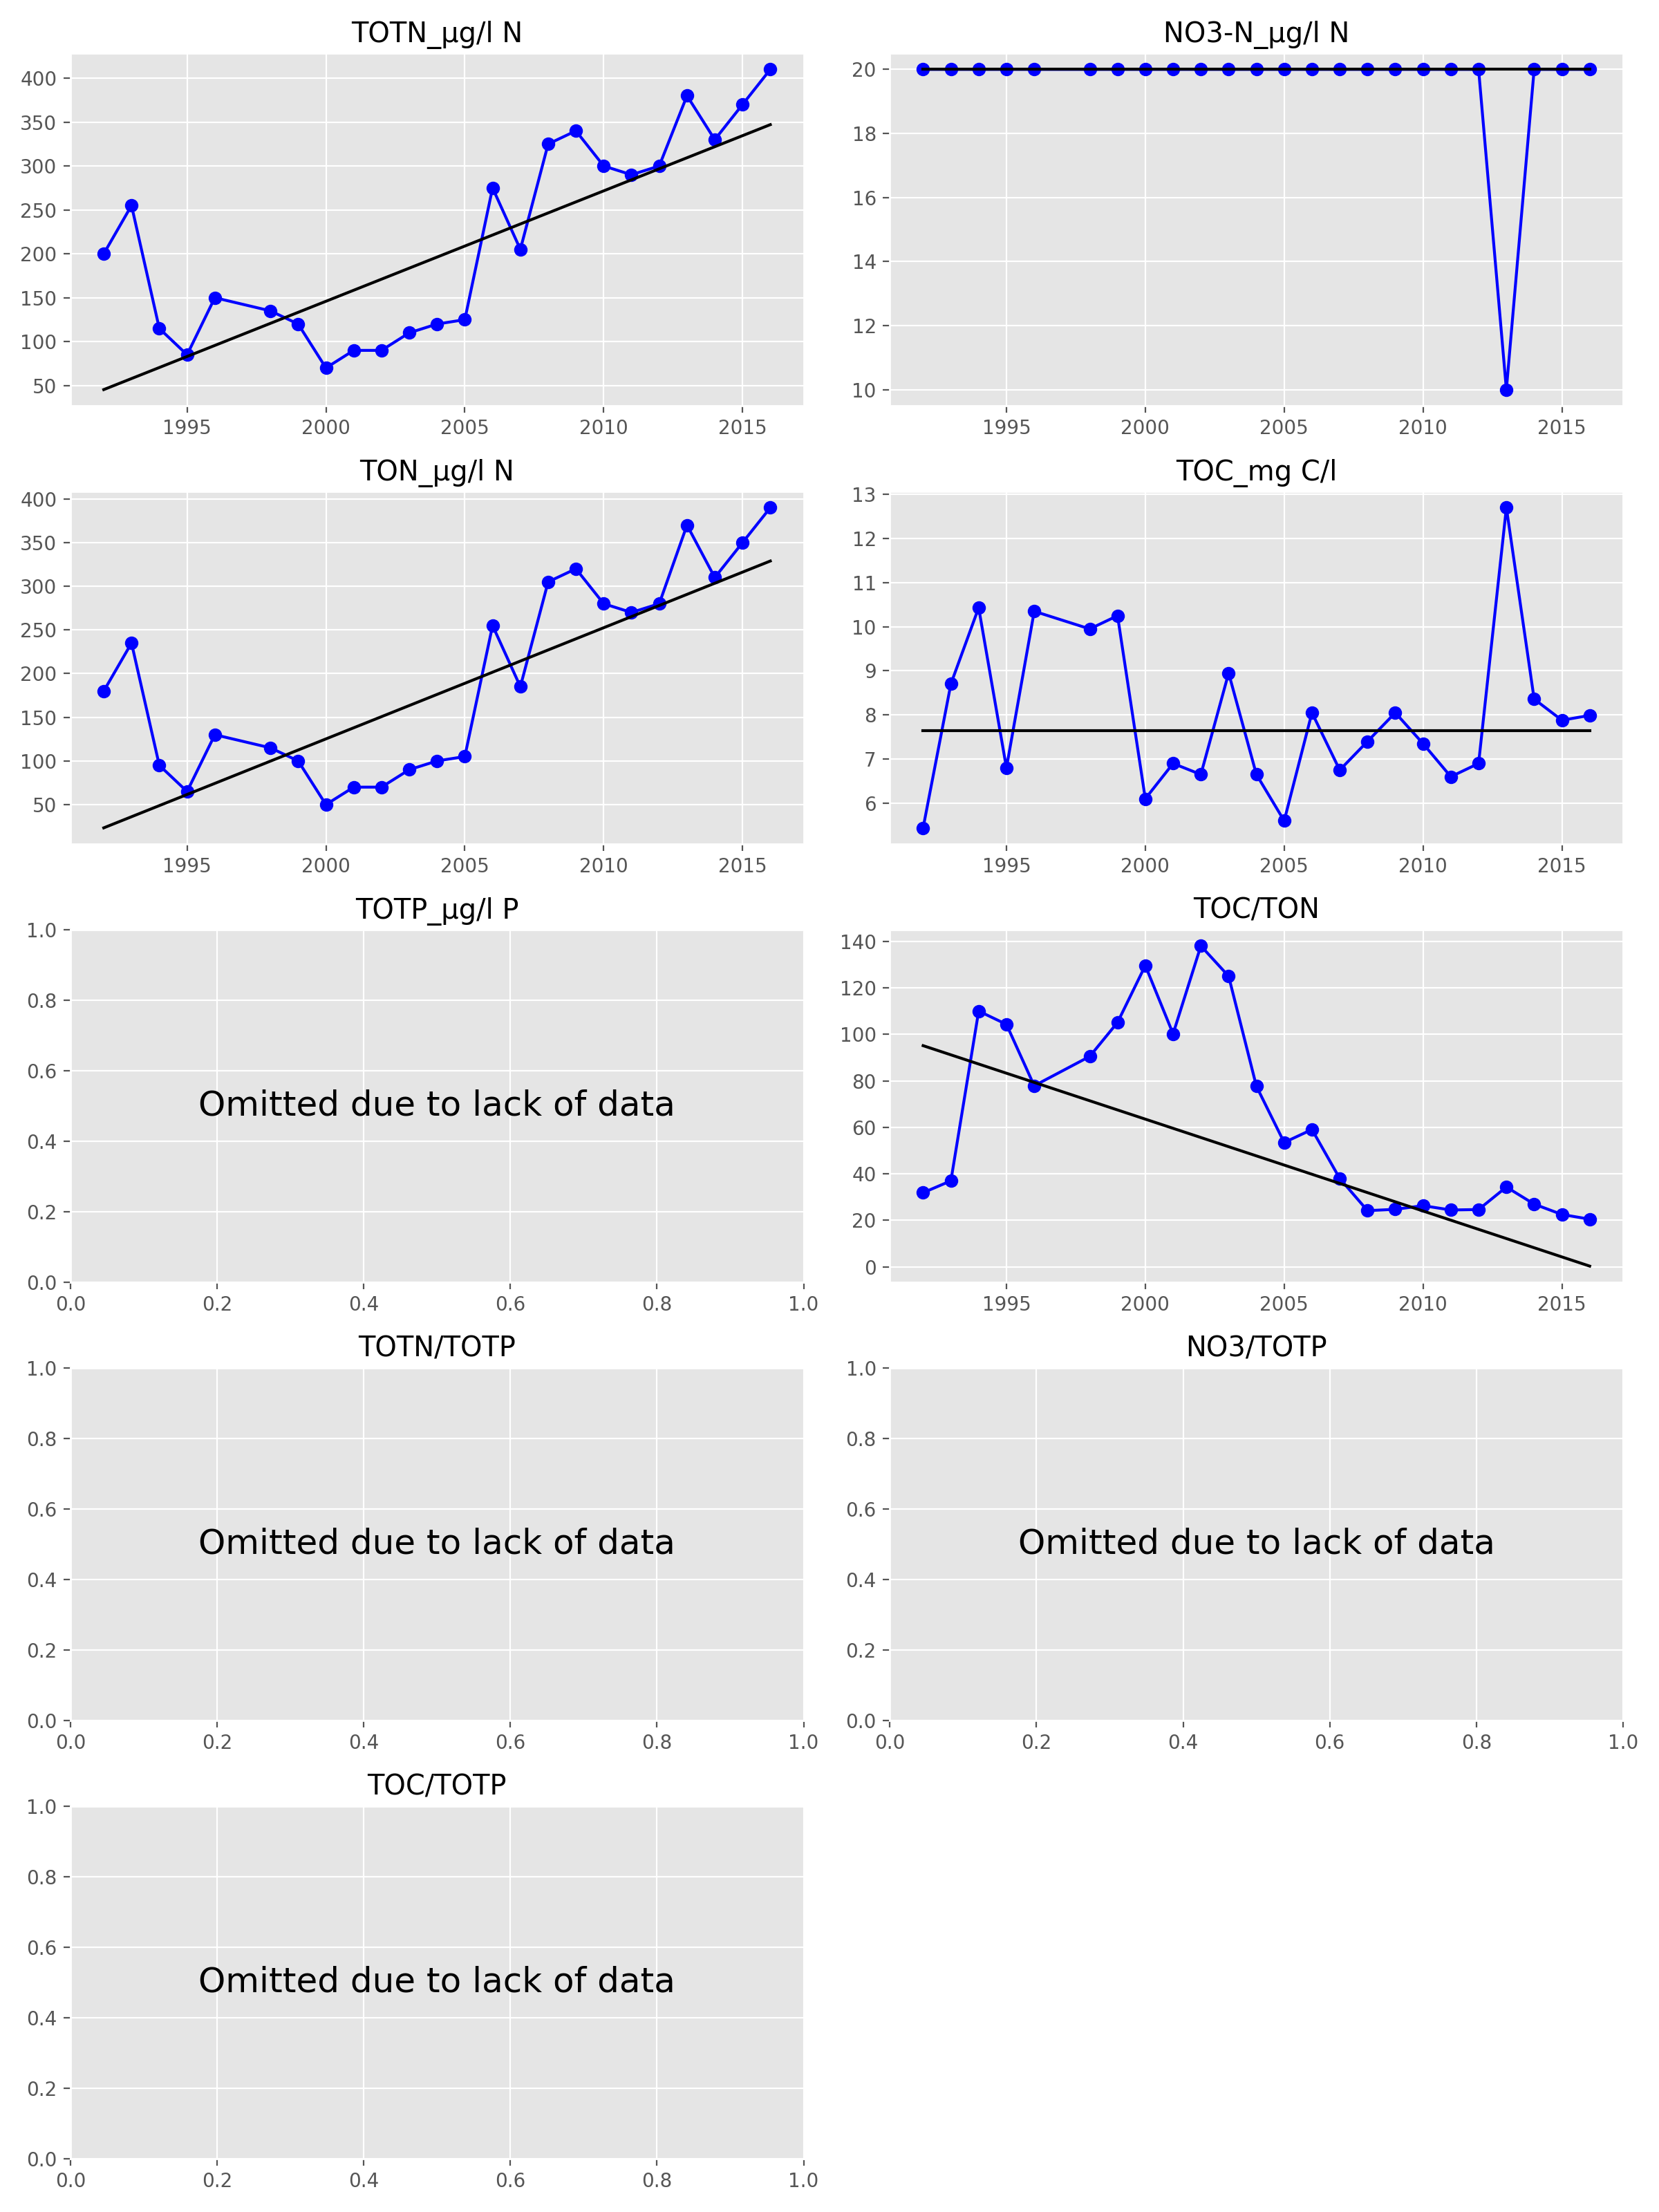 TOTN_µg/l N
400
350
300
250
200
150
100
50
1995 2000 2005 2010 2015
NO3-N_µg/l N
20
18
16
14
12
10
1995 2000 2005 2010 2015
TON_µg/l N
400
350
300
250
200
150
100
50
1995 2000 2005 2010 2015
TOC_mg C/l
13
12
11
10
9
8
7
6
1995 2000 2005 2010 2015
TOTP_µg/l P
1.0
0.8
0.6
Omitted due to lack of data
0.4
0.2
0.0
0.0 0.2 0.4 0.6 0.8 1.0
TOC/TON
140
120
100
80
60
40
20
0
1995 2000 2005 2010 2015
TOTN/TOTP
1.0
0.8
0.6
Omitted due to lack of data
0.4
0.2
0.0
0.0 0.2 0.4 0.6 0.8 1.0
NO3/TOTP
1.0
0.8
0.6
Omitted due to lack of data
0.4
0.2
0.0
0.0 0.2 0.4 0.6 0.8 1.0
TOC/TOTP
1.0
0.8
0.6
Omitted due to lack of data
0.4
0.2
0.0
0.0 0.2 0.4 0.6 0.8 1.0